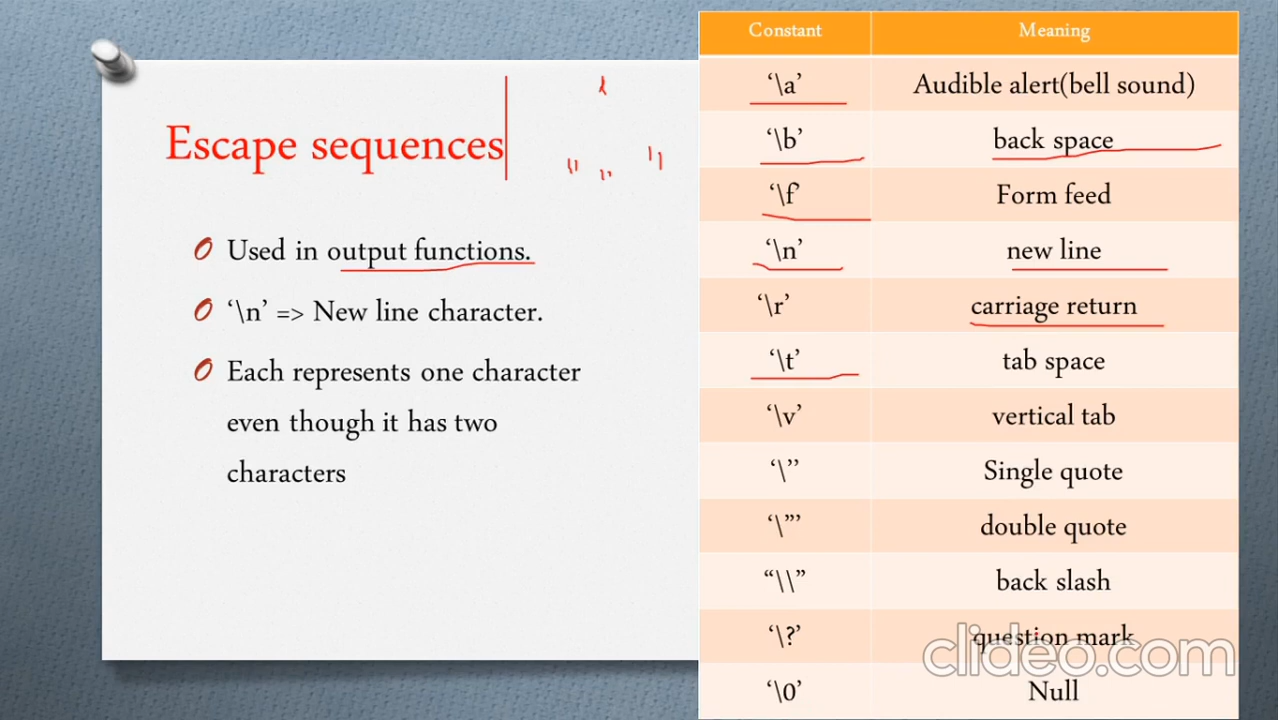 Escape sequences
Used in output functions.
‘\n’ => New line character.
Each represents one character
even though it has two
characters
Constant Meaning
‘\a’ Audible alert(bell sound)
‘\b’ back space
‘\f’ Form feed
‘\n’ new line
‘\r’ carriage return
‘\t’ tab space
‘\v’ vertical tab
‘\’’ Single quote
‘\”’ double quote
“\\” back slash
‘\?’ question mark
‘\0’ Null
clideo.com